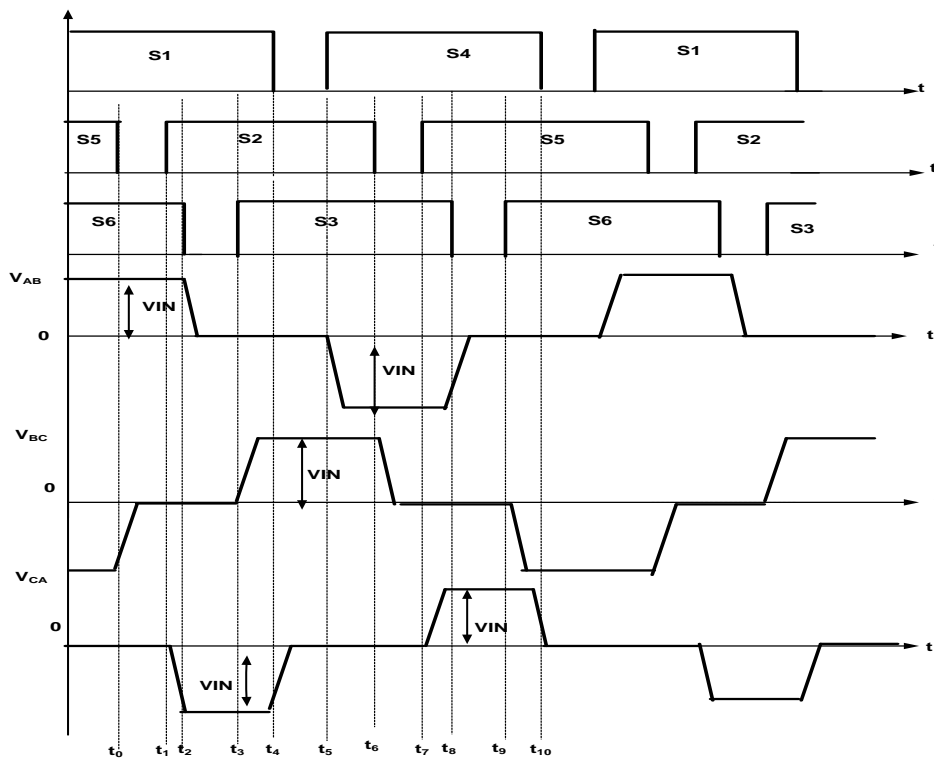 S1 S4 S1
t
S5 S2 S5 S2
t
S6 S3 S6 S3
VAB
VIN
0
t
VIN
VBC
VIN
0
VCA
0
VIN
t
VIN
t0 t1 t2 t3 t4 t5 t6 t7 t8 t9 t10